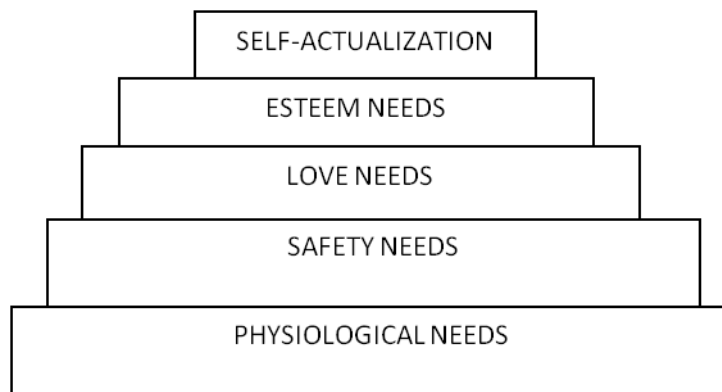 SELF-ACTUALIZATION
ESTEEM NEEDS
LOVE NEEDS
SAFETY NEEDS
PHYSIOLOGICAL NEEDS